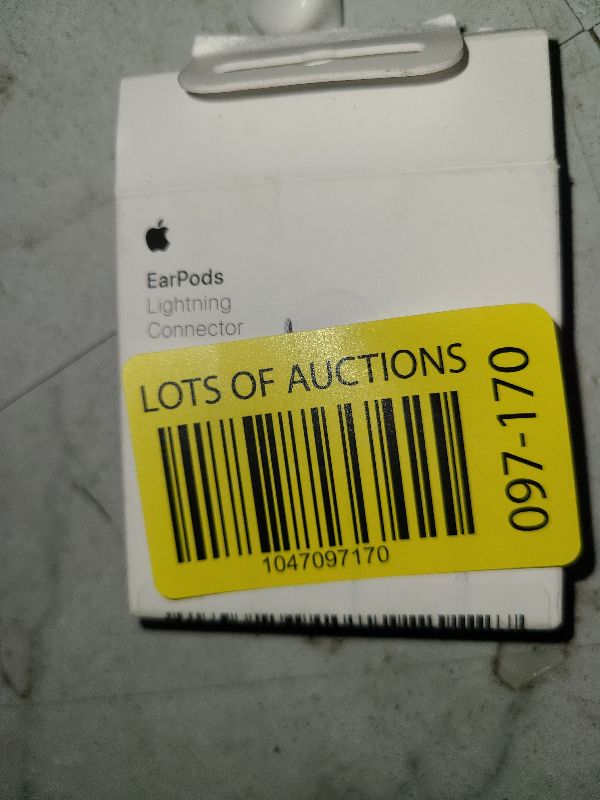 EarPods
Lightning
Connector
LOTS OF AUCTIONS
1047097170
097-170